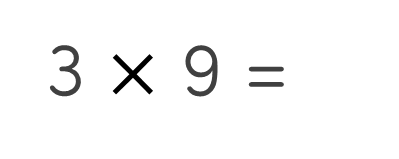 3 × 9 =